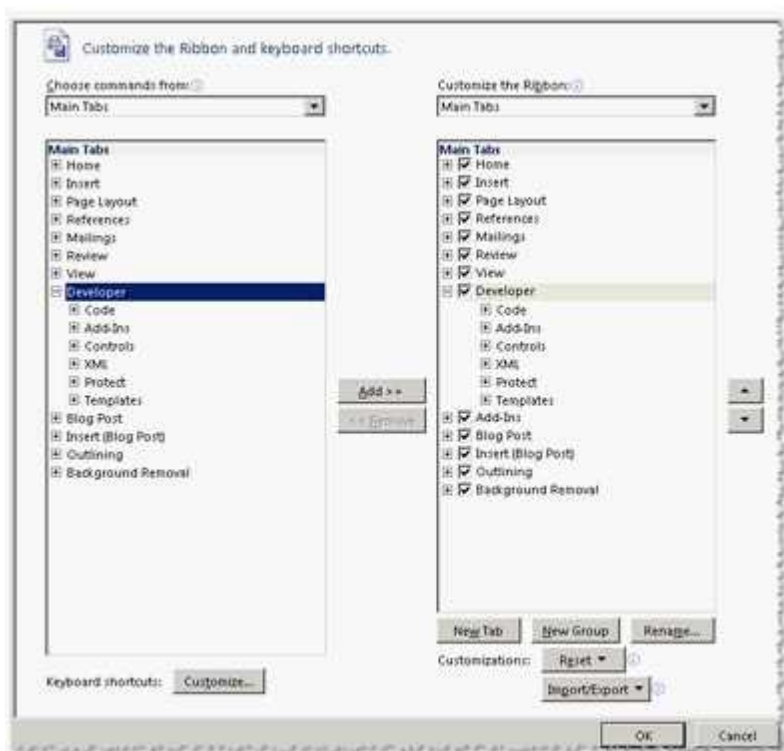 Customize the Ribbon and keyboard shortcuts.
Choose commands from:
Main Tabs
Main Tabs
Home
Insert
Page Layout
References
Mailings
Review
View
Developer
Code
Add-Ins
Controls
XML
Protect
Templates
Blog Post
Insert (Blog Post)
Outlining
Background Removal
Keyboard shortcuts: Customize...
Add >>
<< Remove
Customize the Ribbon:
Main Tabs
Main Tabs
Home
Insert
Page Layout
References
Mailings
Review
View
Developer
Code
Add-Ins
Controls
XML
Protect
Templates
Add-Ins
Blog Post
Insert (Blog Post)
Outlining
Background Removal
New Tab New Group Rename...
Customizations: Reset
Import/Export
OK Cancel